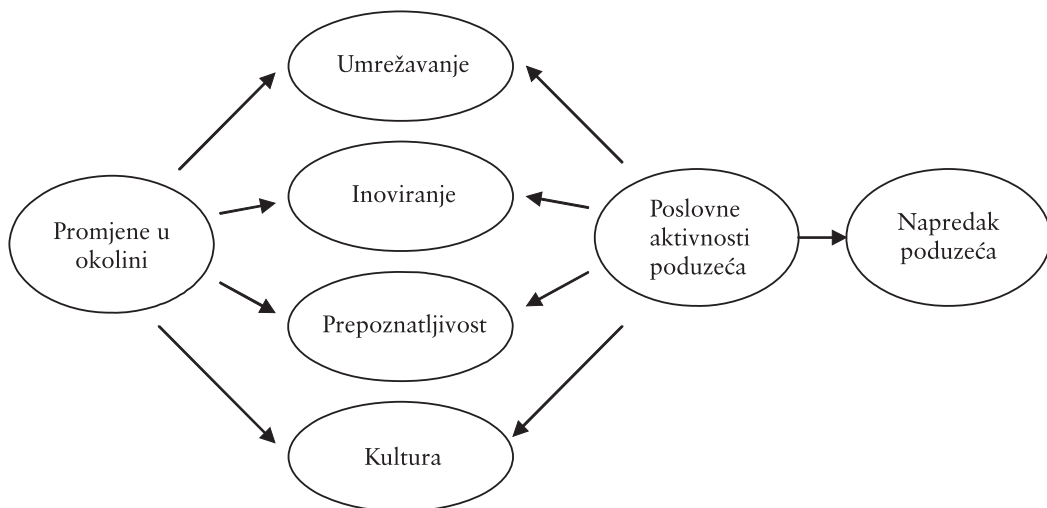 Umrežavanje
Inoviranje
Promjene u
okolini
Prepoznatljivost
Kultura
Poslovne
aktivnosti
poduzeća
Napredak
poduzeća